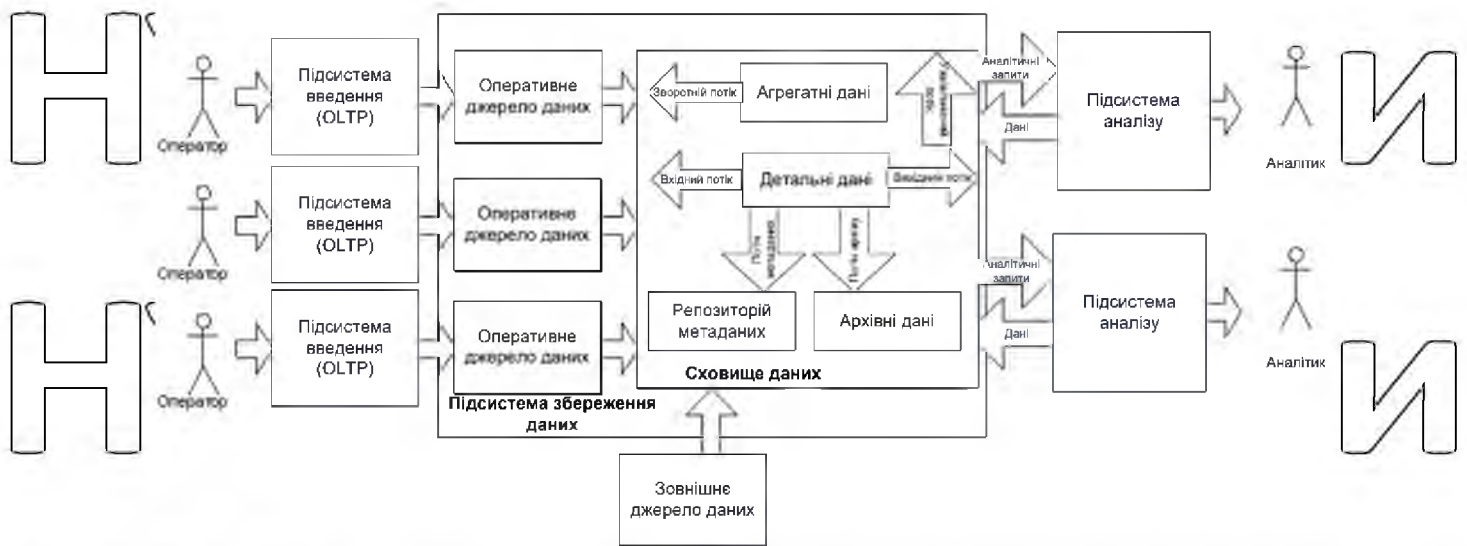 Н
Оператор
Підсистема
введення
(OLTP)
Оперативне
джерело даних
Зворотній потік
Агрегатні дані
Аналітичні
запити
Дані
Підсистема
аналізу
Аналітик
И
Оператор
Підсистема
введення
(OLTP)
Оперативне
джерело даних
Вхідний потік
Детальні дані
Вихідний потік
Потік
метаданих
Потік архіву
Н
Оператор
Підсистема
введення
(OLTP)
Оперативне
джерело даних
Репозиторій
метаданих
Архівні дані
Аналітичні
запити
Дані
Підсистема
аналізу
Аналітик
И
Сховище даних
Підсистема збереження
даних
Зовнішнє
джерело даних